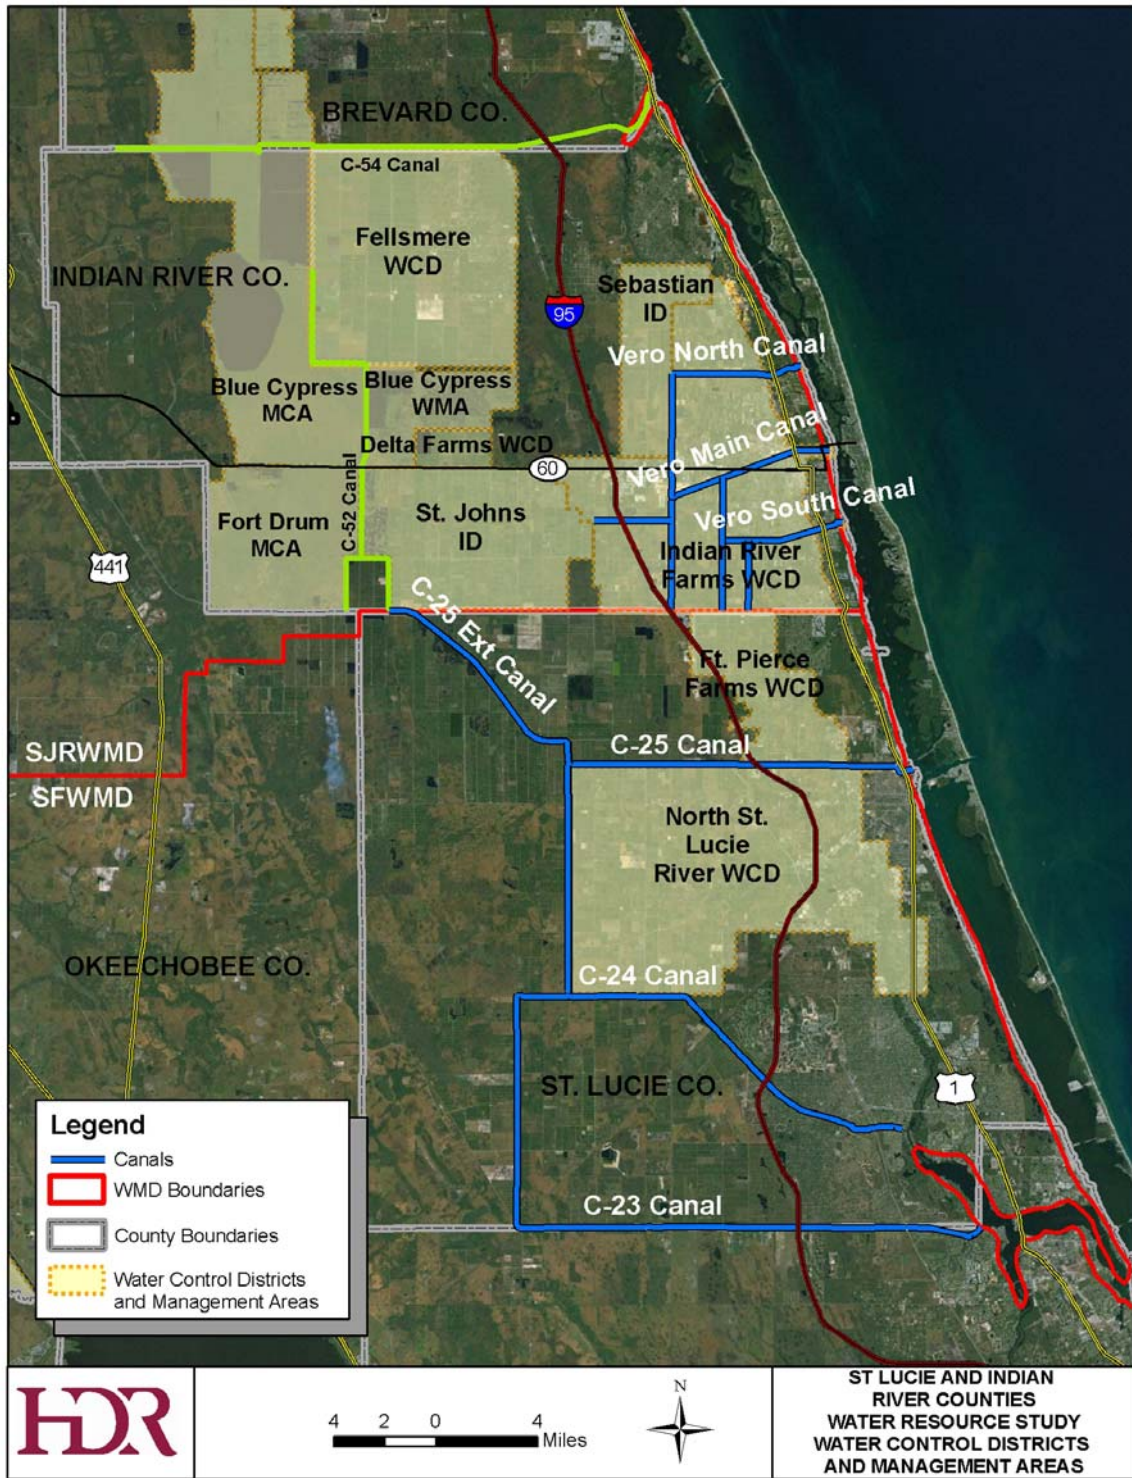 BREVARD CO.
C-54 Canal
Fellsmere
WCD
INDIAN RIVER CO.
Sebastian
ID
95
Vero North Canal
Blue Cypress
MCA
Blue Cypress
WMA
Delta Farms WCD
Vero Main Canal
60
C-52 Canal
Fort Drum
MCA
St. Johns
ID
Vero South Canal
Indian River
Farms WCD
441
C-25 Ext Canal
Ft. Pierce
Farms WCD
C-25 Canal
SJRWMD
SFWMD
North St.
Lucie
River WCD
OKEECHOBEE CO.
C-24 Canal
ST. LUCIE CO.
1
C-23 Canal
Legend
Canals
WMD Boundaries
County Boundaries
Water Control Districts
and Management Areas
HDR
4 2 0 4
Miles
N
ST LUCIE AND INDIAN
RIVER COUNTIES
WATER RESOURCE STUDY
WATER CONTROL DISTRICTS
AND MANAGEMENT AREAS